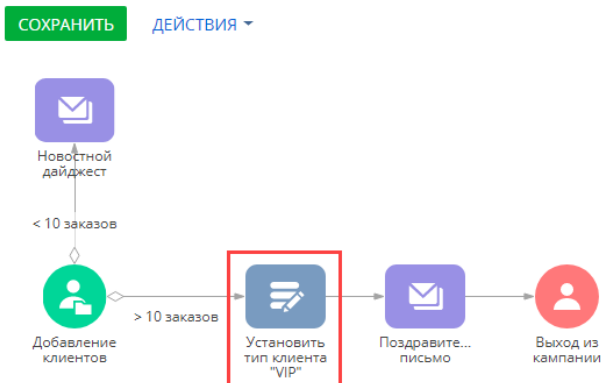 СОХРАНИТЬ ДЕЙСТВИЯ
Новостной
дайджест
< 10 заказов
> 10 заказов
Добавление
клиентов
Установить
тип клиента
"VIP"
Поздравите...
письмо
Выход из
кампании